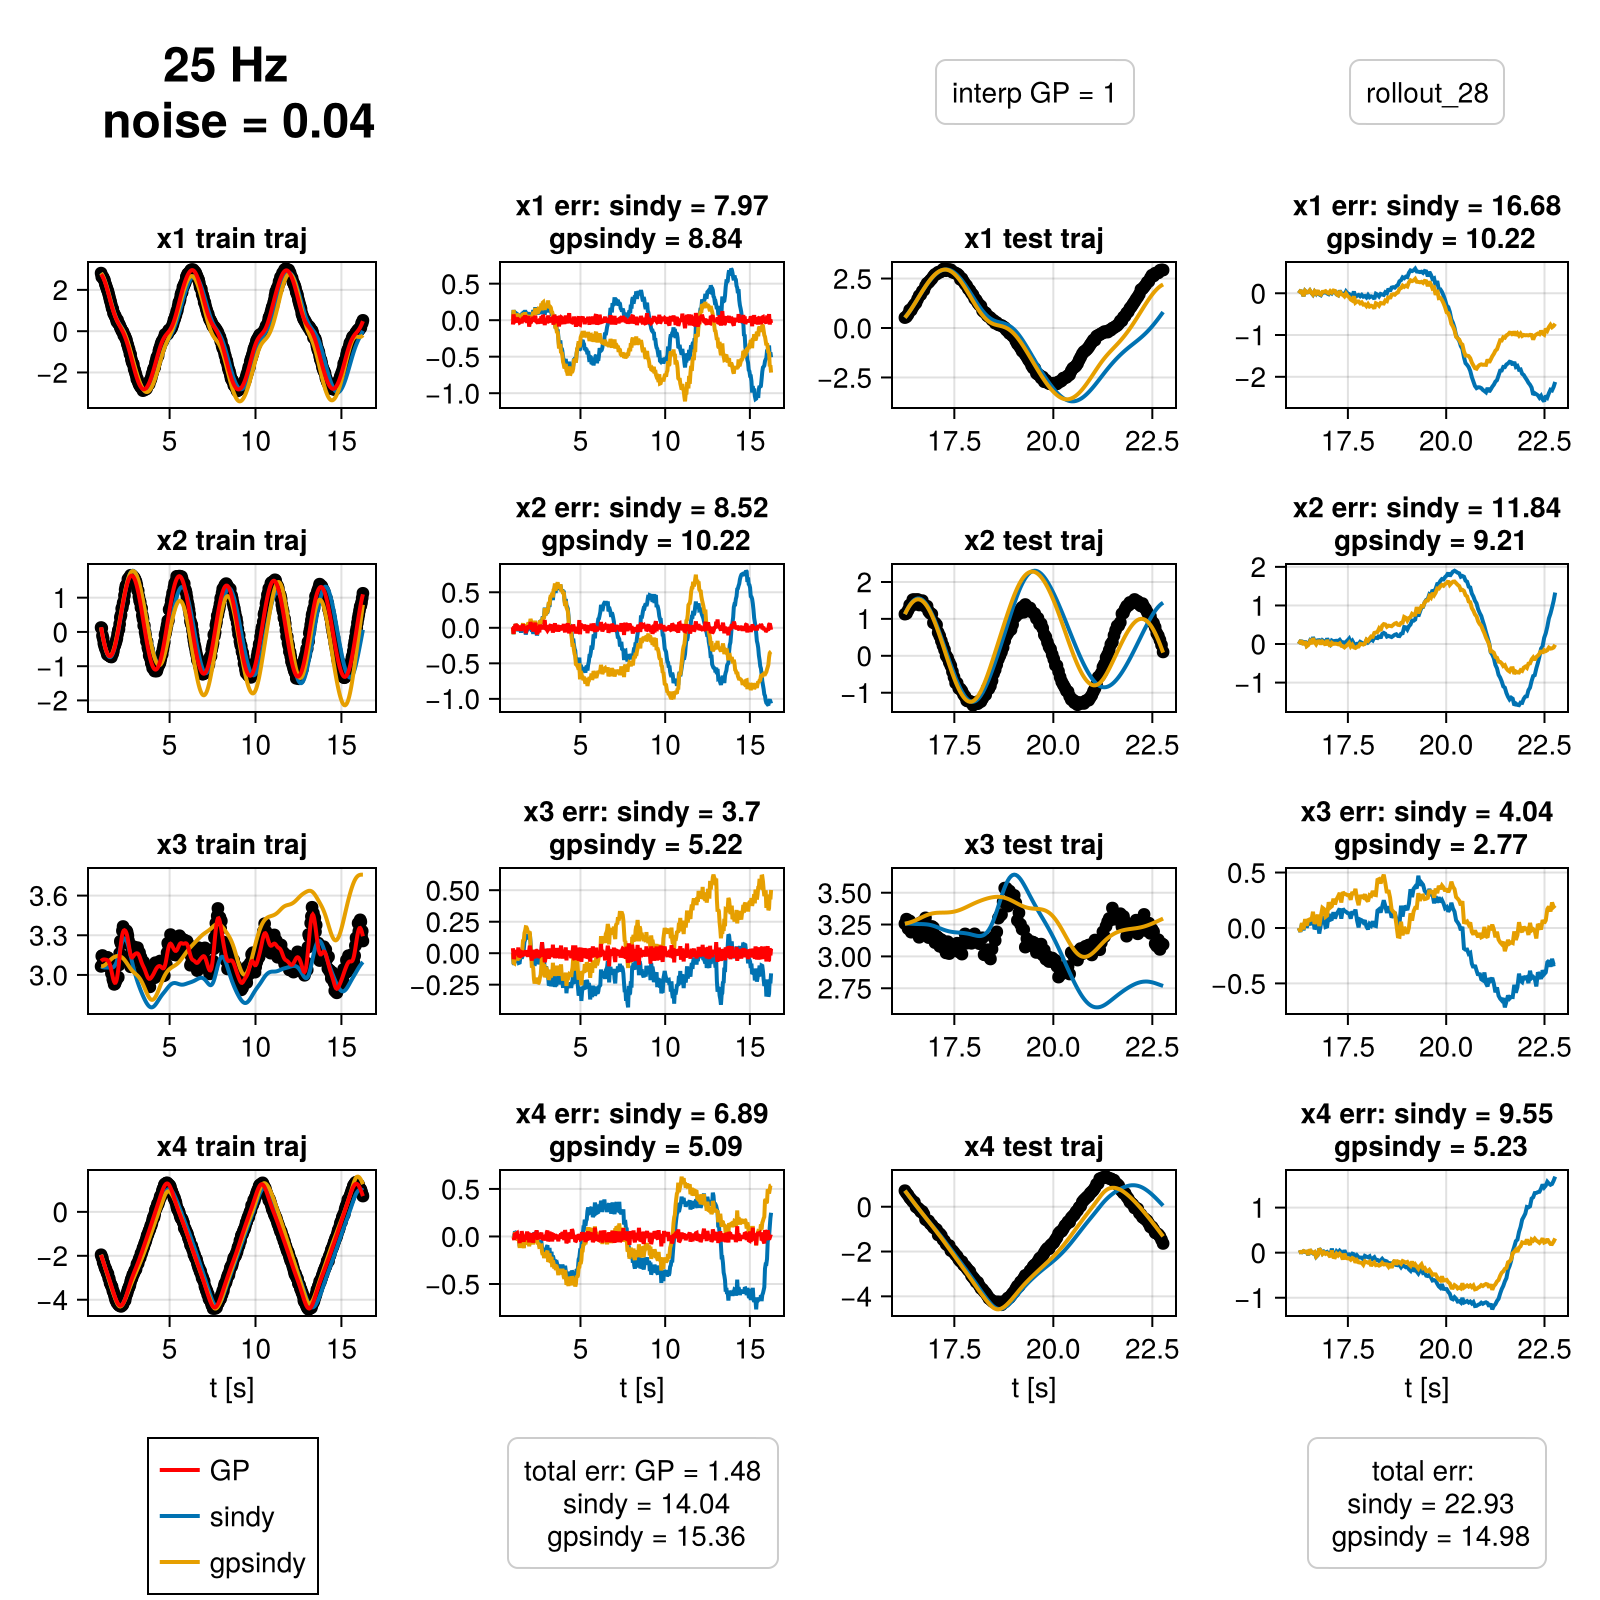 25 Hz
noise = 0.04
interp GP = 1
rollout_28
x1 train traj
2
0
−2
5
10
15
x1 err: sindy = 7.97
gpsindy = 8.84
0.5
0.0
−0.5
−1.0
5
10
15
x1 test traj
2.5
0.0
−2.5
17.5
20.0
22.5
x1 err: sindy = 16.68
gpsindy = 10.22
0
−1
−2
17.5
20.0
22.5
x2 train traj
1
0
−1
−2
5
10
15
x2 err: sindy = 8.52
gpsindy = 10.22
0.5
0.0
−0.5
−1.0
5
10
15
x2 test traj
2
1
0
−1
17.5
20.0
22.5
x2 err: sindy = 11.84
gpsindy = 9.21
2
1
0
−1
17.5
20.0
22.5
x3 train traj
3.6
3.3
3.0
5
10
15
x3 err: sindy = 3.7
gpsindy = 5.22
0.50
0.25
0.00
−0.25
5
10
15
x3 test traj
3.50
3.25
3.00
2.75
17.5
20.0
22.5
x3 err: sindy = 4.04
gpsindy = 2.77
0.5
0.0
−0.5
17.5
20.0
22.5
x4 train traj
0
−2
−4
5
10
15
t [s]
x4 err: sindy = 6.89
gpsindy = 5.09
0.5
0.0
−0.5
5
10
15
t [s]
x4 test traj
0
−2
−4
17.5
20.0
22.5
t [s]
x4 err: sindy = 9.55
gpsindy = 5.23
1
0
−1
17.5
20.0
22.5
t [s]
GP
sindy
gpsindy
total err: GP = 1.48
sindy = 14.04
gpsindy = 15.36
total err:
sindy = 22.93
gpsindy = 14.98